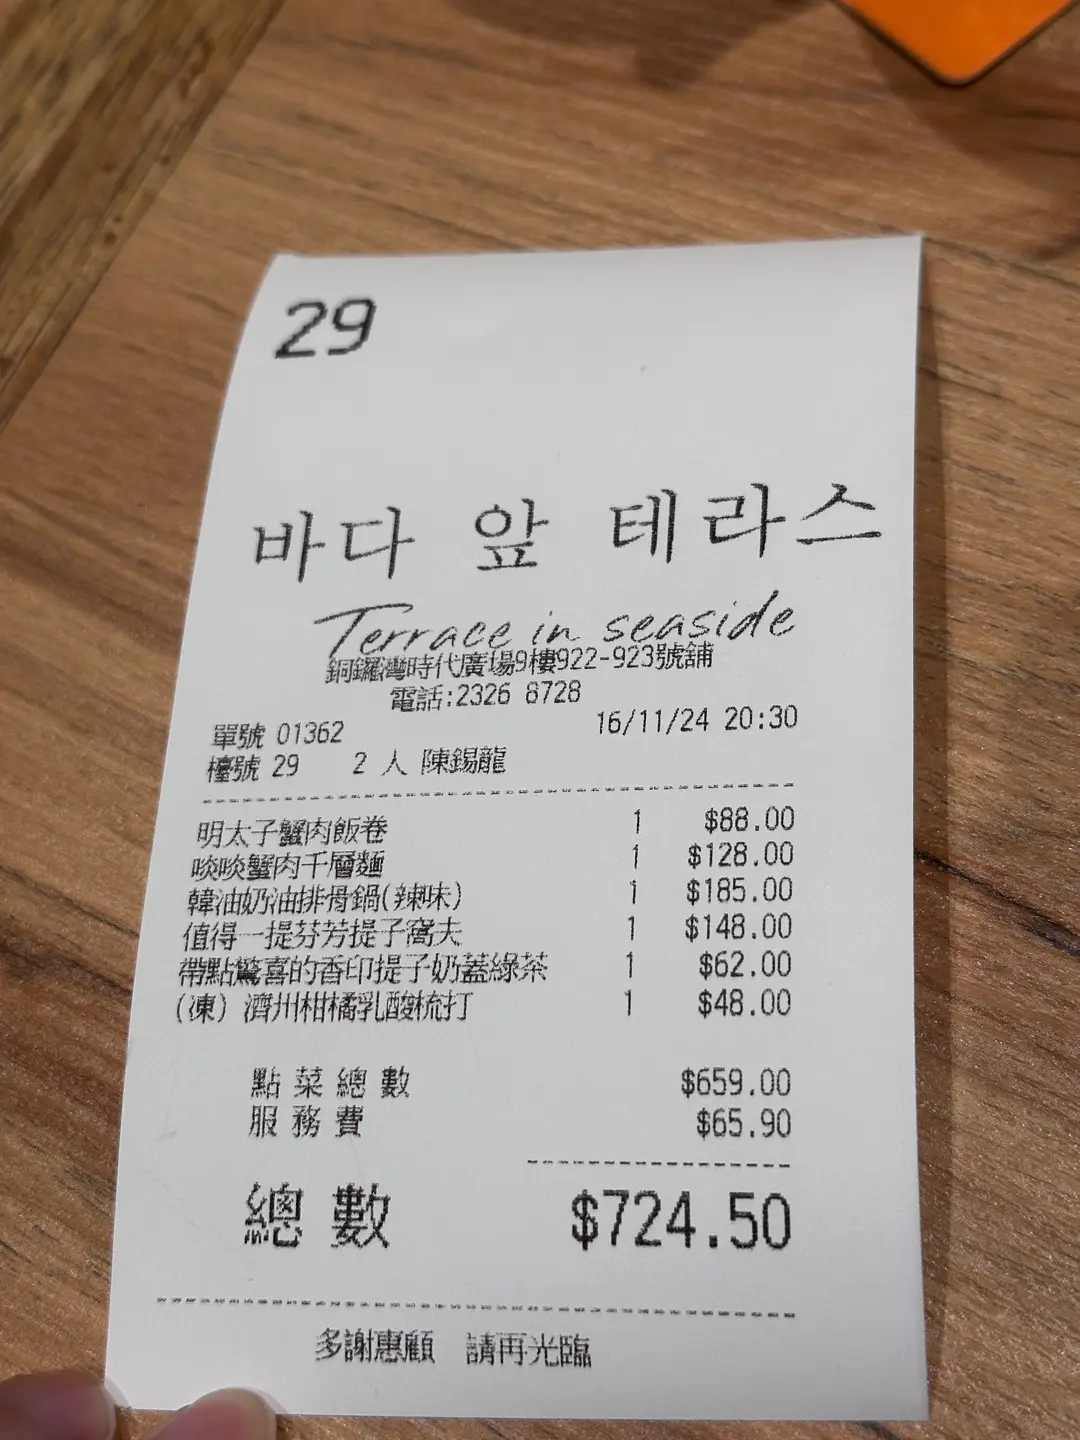 29
바다 앞 테라스
Terrace in seaside
銅鑼灣時代廣場9樓922-923號舖
電話:2326 8728
單號 01362 16/11/24 20:30
檯號 29 2 人 陳錫龍
明太子蟹肉飯卷 1 $88.00
啖啖蟹肉千層麵 1 $128.00
韓油奶油排骨鍋(辣味) 1 $185.00
值得一提芬芳提子窩夫 1 $148.00
帶點驚喜的香印提子奶蓋綠茶 1 $62.00
(凍) 濟州柑橘乳酸梳打 1 $48.00
點菜總數 $659.00
服務費 $65.90
總數 $724.50
多謝惠顧 請再光臨